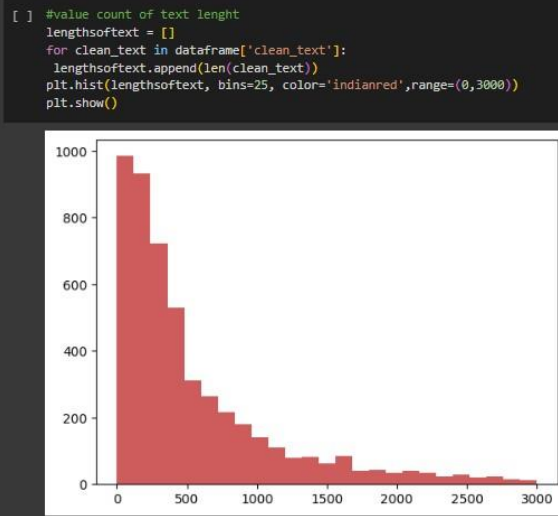 [ ] #value count of text lenght
lengthsoftext = []
for clean_text in dataframe['clean_text']:
lengthsoftext.append(len(clean_text))
plt.hist(lengthsoftext, bins=25, color='indianred',range=(0,3000))
plt.show()
1000
800
600
400
200
0
0 500 1000 1500 2000 2500 3000